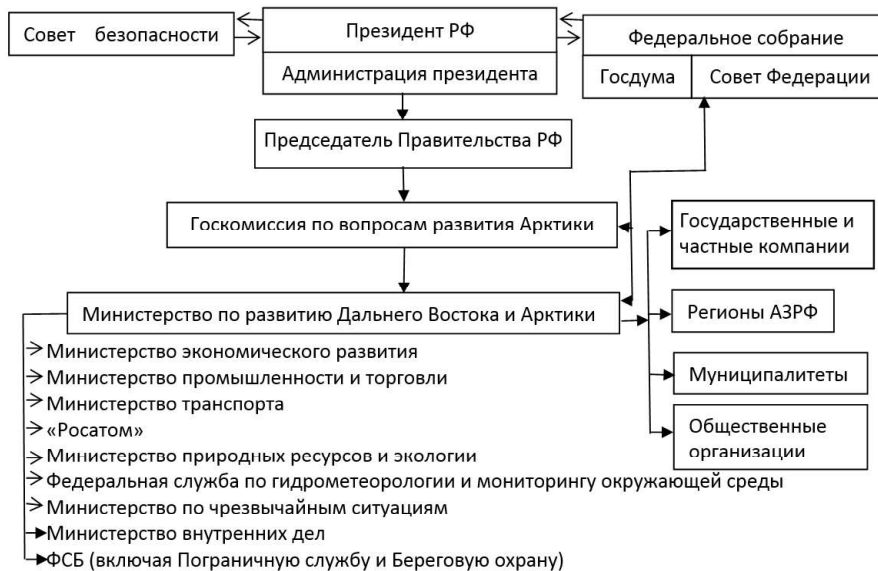 Совет безопасности
Президент РФ
Администрация президента
Федеральное собрание
Госдума
Совет Федерации
Председатель Правительства РФ
Госкомиссия по вопросам развития Арктики
Государственные и
частные компании
Министерство по развитию Дальнего Востока и Арктики
Регионы АЗРФ
Муниципалитеты
Общественные
организации
Министерство экономического развития
Министерство промышленности и торговли
Министерство транспорта
«Росатом»
Министерство природных ресурсов и экологии
Федеральная служба по гидрометеорологии и мониторингу окружающей среды
Министерство по чрезвычайным ситуациям
Министерство внутренних дел
ФСБ (включая Пограничную службу и Береговую охрану)